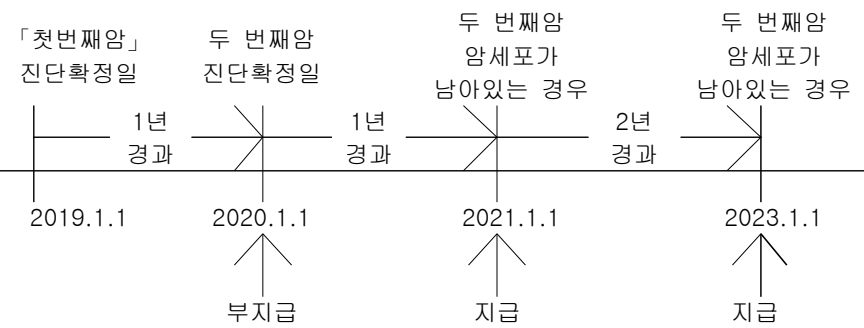 「첫번째암」
진단확정일
두 번째암
진단확정일
두 번째암
암세포가
남아있는 경우
두 번째암
암세포가
남아있는 경우
1년
경과
1년
경과
2년
경과
2019.1.1
2020.1.1
2021.1.1
2023.1.1
부지급
지급
지급